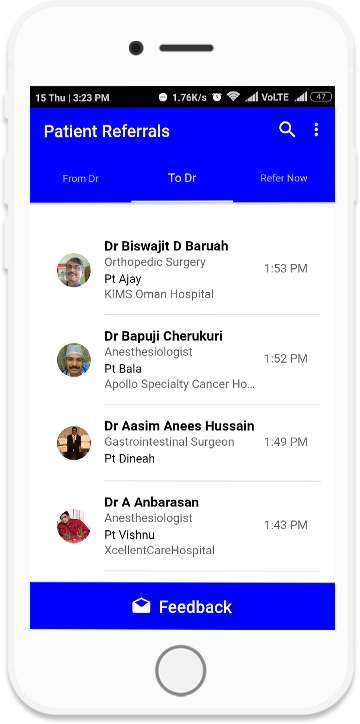 15 Thu | 3:23 PM 1.76K/s VoLTE 47
Patient Referrals
From Dr To Dr Refer Now
Dr Biswajit D Baruah
Orthopedic Surgery
1:53 PM
Pt Ajay
KIMS Oman Hospital
Dr Bapuji Cherukuri
Anesthesiologist
1:52 PM
Pt Bala
Apollo Specialty Cancer Ho...
Dr Aasim Anees Hussain
Gastrointestinal Surgeon 1:49 PM
Pt Dineah
Dr A Anbarasan
Anesthesiologist
1:43 PM
Pt Vishnu
XcellentCareHospital
Feedback